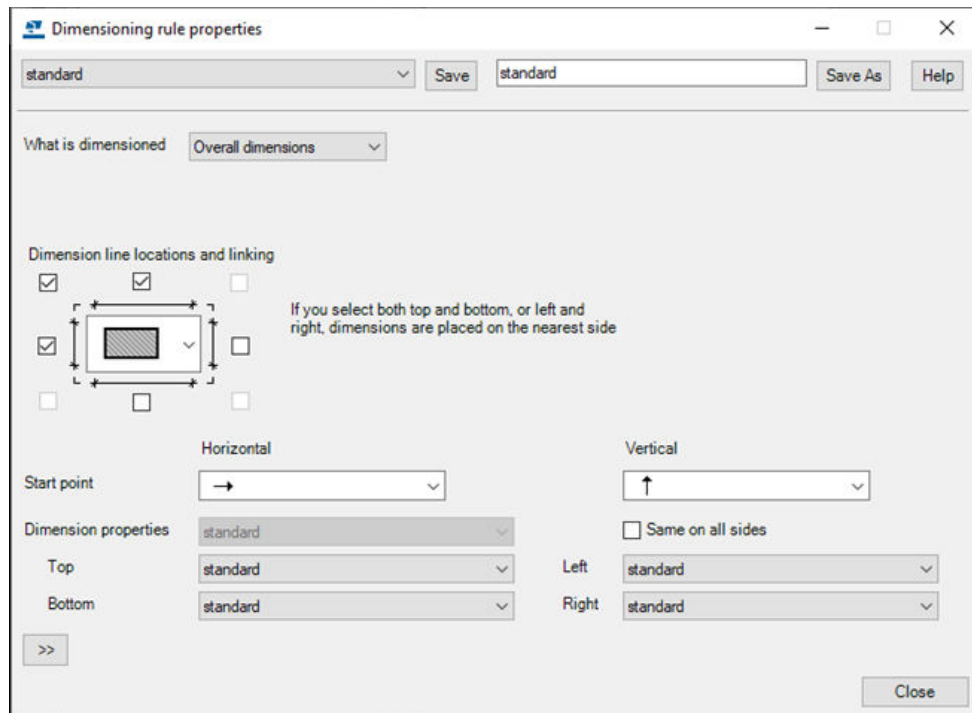 Dimensioning rule properties
standard Save standard Save As Help
What is dimensioned Overall dimensions
Dimension line locations and linking
If you select both top and bottom, or left and
right, dimensions are placed on the nearest side
Horizontal Vertical
Start point
Dimension properties standard Same on all sides
Top standard Left standard
Bottom standard Right standard
>>
Close